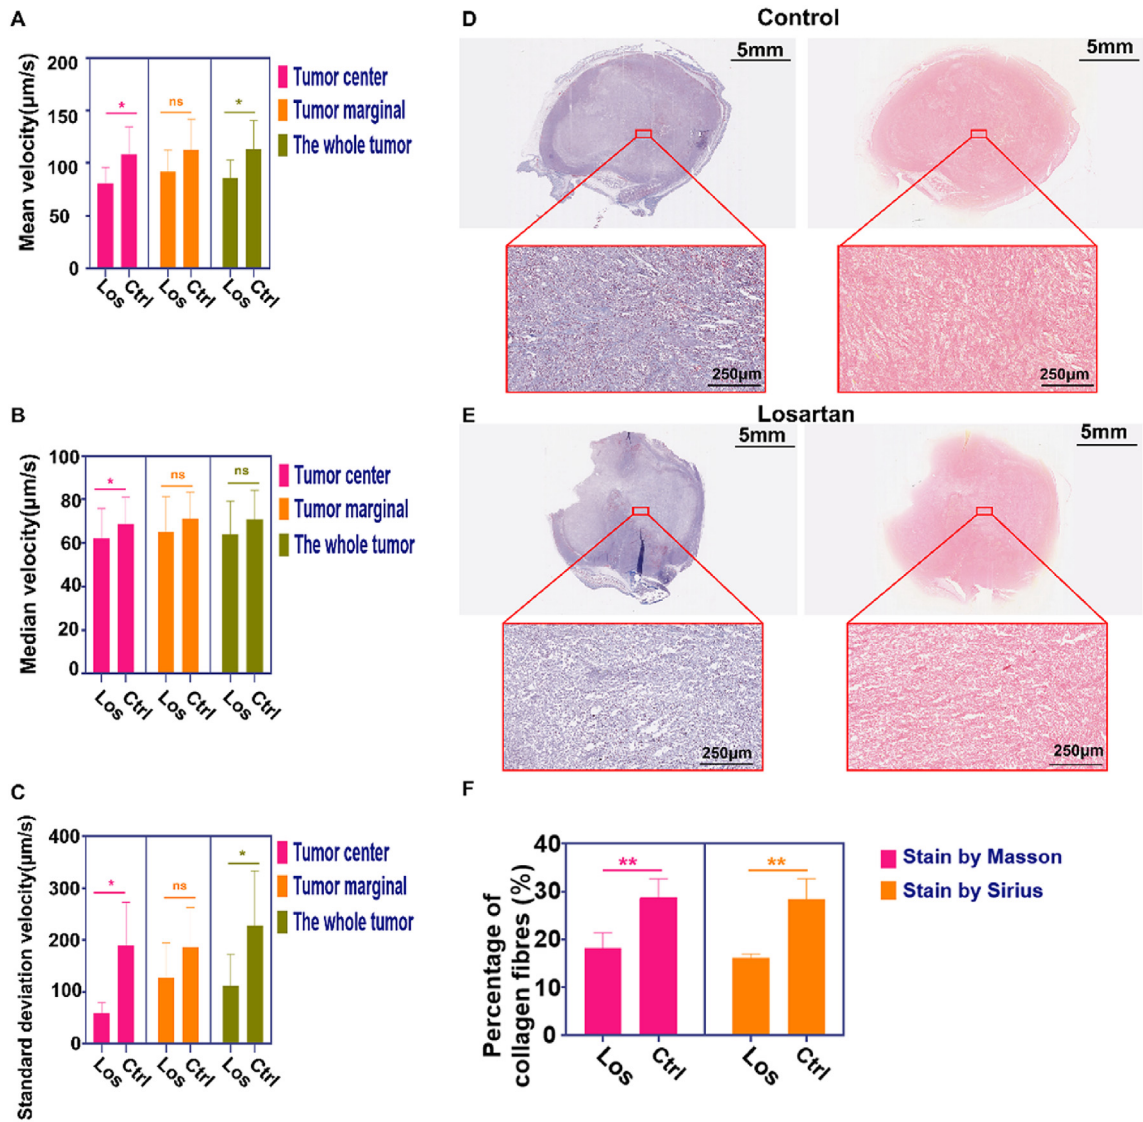 A
Mean velocity(µm/s)
200
150
100
50
0
*
ns
*
Los
Ctrl
Los
Ctrl
Los
Ctrl
Tumor center
Tumor marginal
The whole tumor
B
Median velocity(µm/s)
100
80
60
40
20
0
*
ns
ns
Los
Ctrl
Los
Ctrl
Los
Ctrl
Tumor center
Tumor marginal
The whole tumor
C
Standard deviation velocity(µm/s)
400
300
200
100
0
*
ns
*
Los
Ctrl
Los
Ctrl
Los
Ctrl
Tumor center
Tumor marginal
The whole tumor
D
Control
5mm
5mm
250µm
250µm
E
Losartan
5mm
5mm
250µm
250µm
F
Percentage of
collagen fibres (%)
40
30
20
10
0
**
**
Los
Ctrl
Los
Ctrl
Stain by Masson
Stain by Sirius